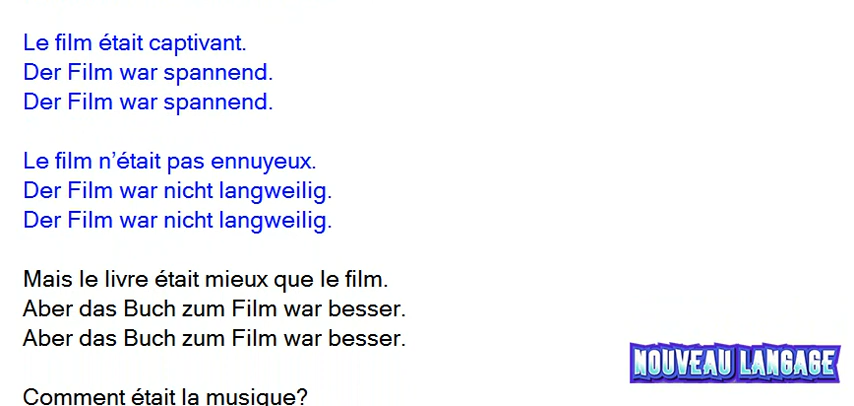 Le film était captivant.
Der Film war spannend.
Der Film war spannend.
Le film n’était pas ennuyeux.
Der Film war nicht langweilig.
Der Film war nicht langweilig.
Mais le livre était mieux que le film.
Aber das Buch zum Film war besser.
Aber das Buch zum Film war besser.
NOUVEAU LANGAGE
Comment était la musique?